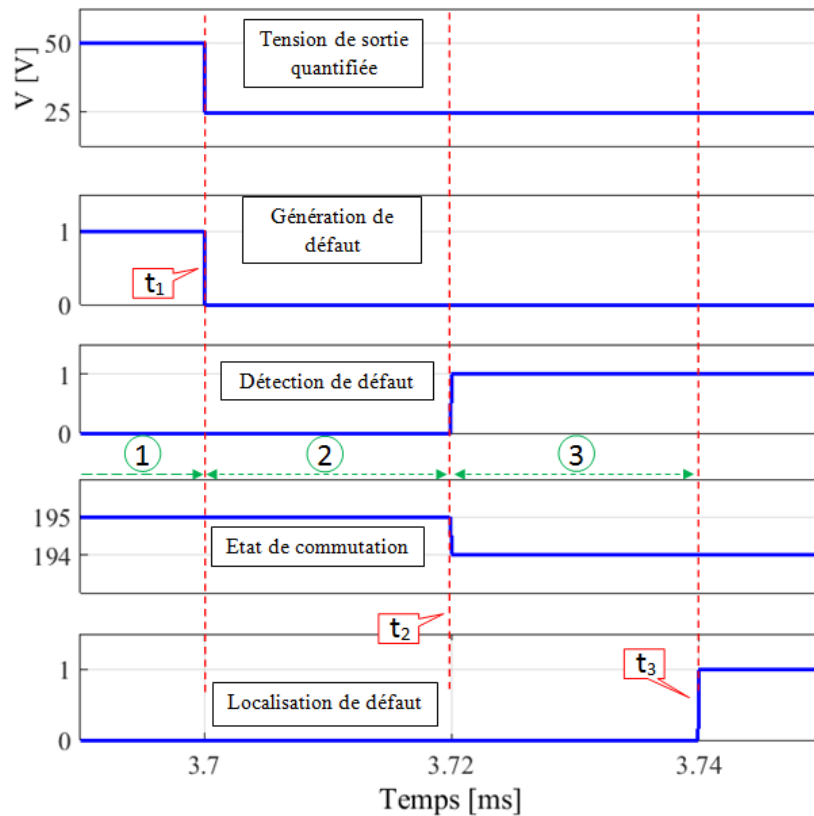 V [V]
50
25
Tension de sortie
quantifiée
1
0
Génération de
défaut
t₁
1
0
Détection de défaut
1
2
3
195
194
Etat de commutation
t₂
1
0
Localisation de défaut
t₃
3.7
3.72
3.74
Temps [ms]